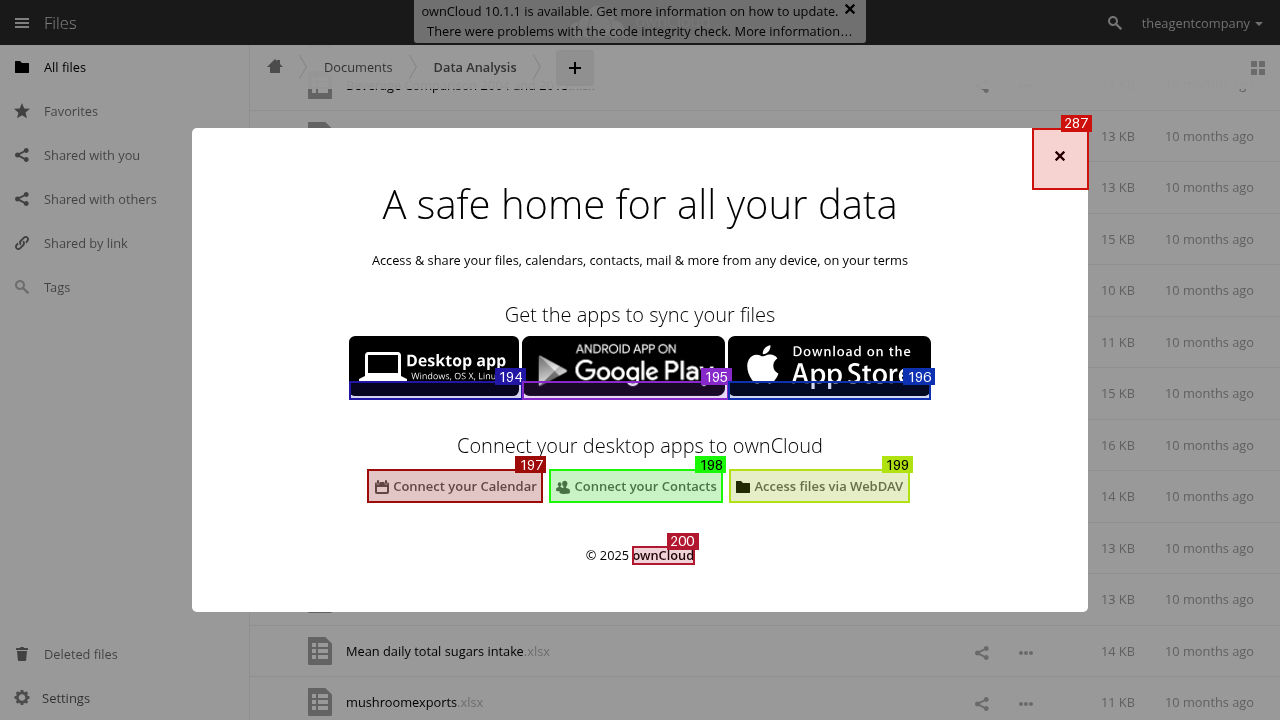 Files
ownCloud 10.1.1 is available. Get more information on how to update.
There were problems with the code integrity check. More information…
theagentcompany
All files
Favorites
Shared with you
Shared with others
Shared by link
Tags
Deleted files
Settings
Documents
Data Analysis
+
13 KB 10 months ago
287
13 KB 10 months ago
15 KB 10 months ago
10 KB 10 months ago
11 KB 10 months ago
15 KB 10 months ago
16 KB 10 months ago
14 KB 10 months ago
13 KB 10 months ago
13 KB 10 months ago
A safe home for all your data
Access & share your files, calendars, contacts, mail & more from any device, on your terms
Get the apps to sync your files
Desktop app
Windows, OS X,
194
ANDROID APP ON
Google Play
195
Download on the
App Store
196
Connect your desktop apps to ownCloud
197
Connect your Calendar
198
Connect your Contacts
199
Access files via WebDAV
200
© 2025 ownCloud
Mean daily total sugars intake.xlsx 14 KB 10 months ago
mushroomexports.xlsx 11 KB 10 months ago